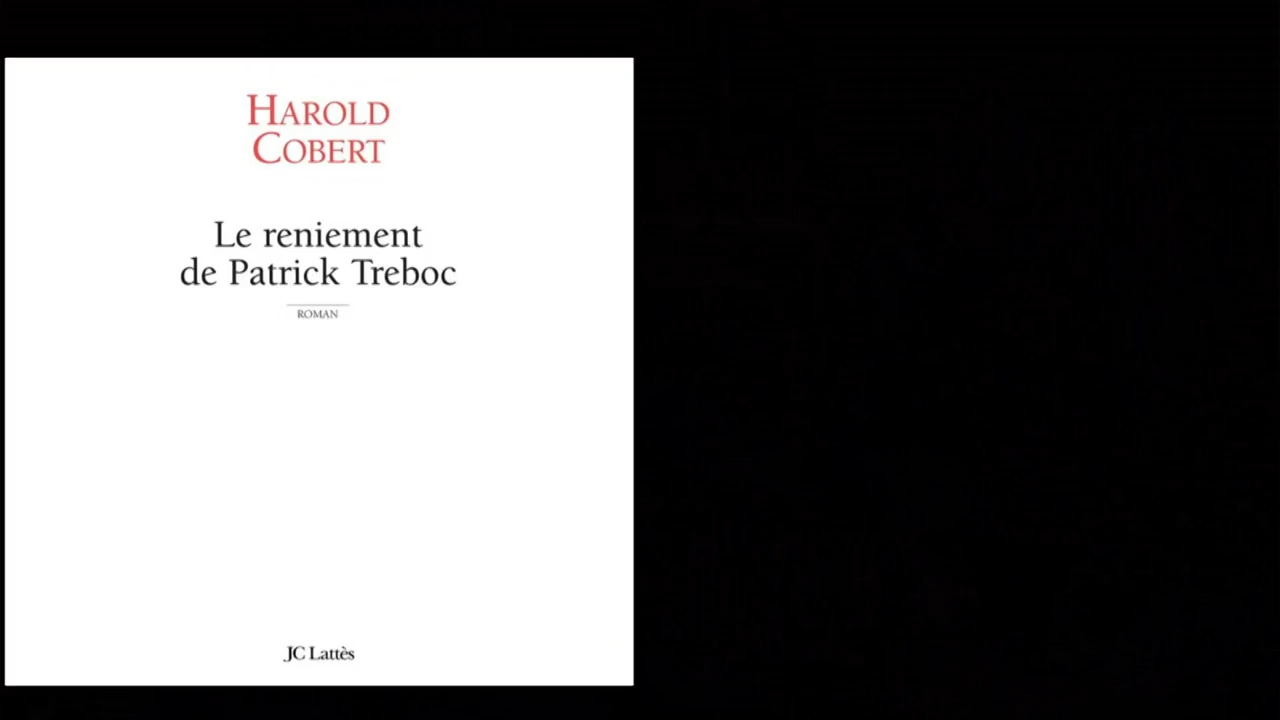 HAROLD
COBERT
Le reniement
de Patrick Treboc
ROMAN
JC Lattès